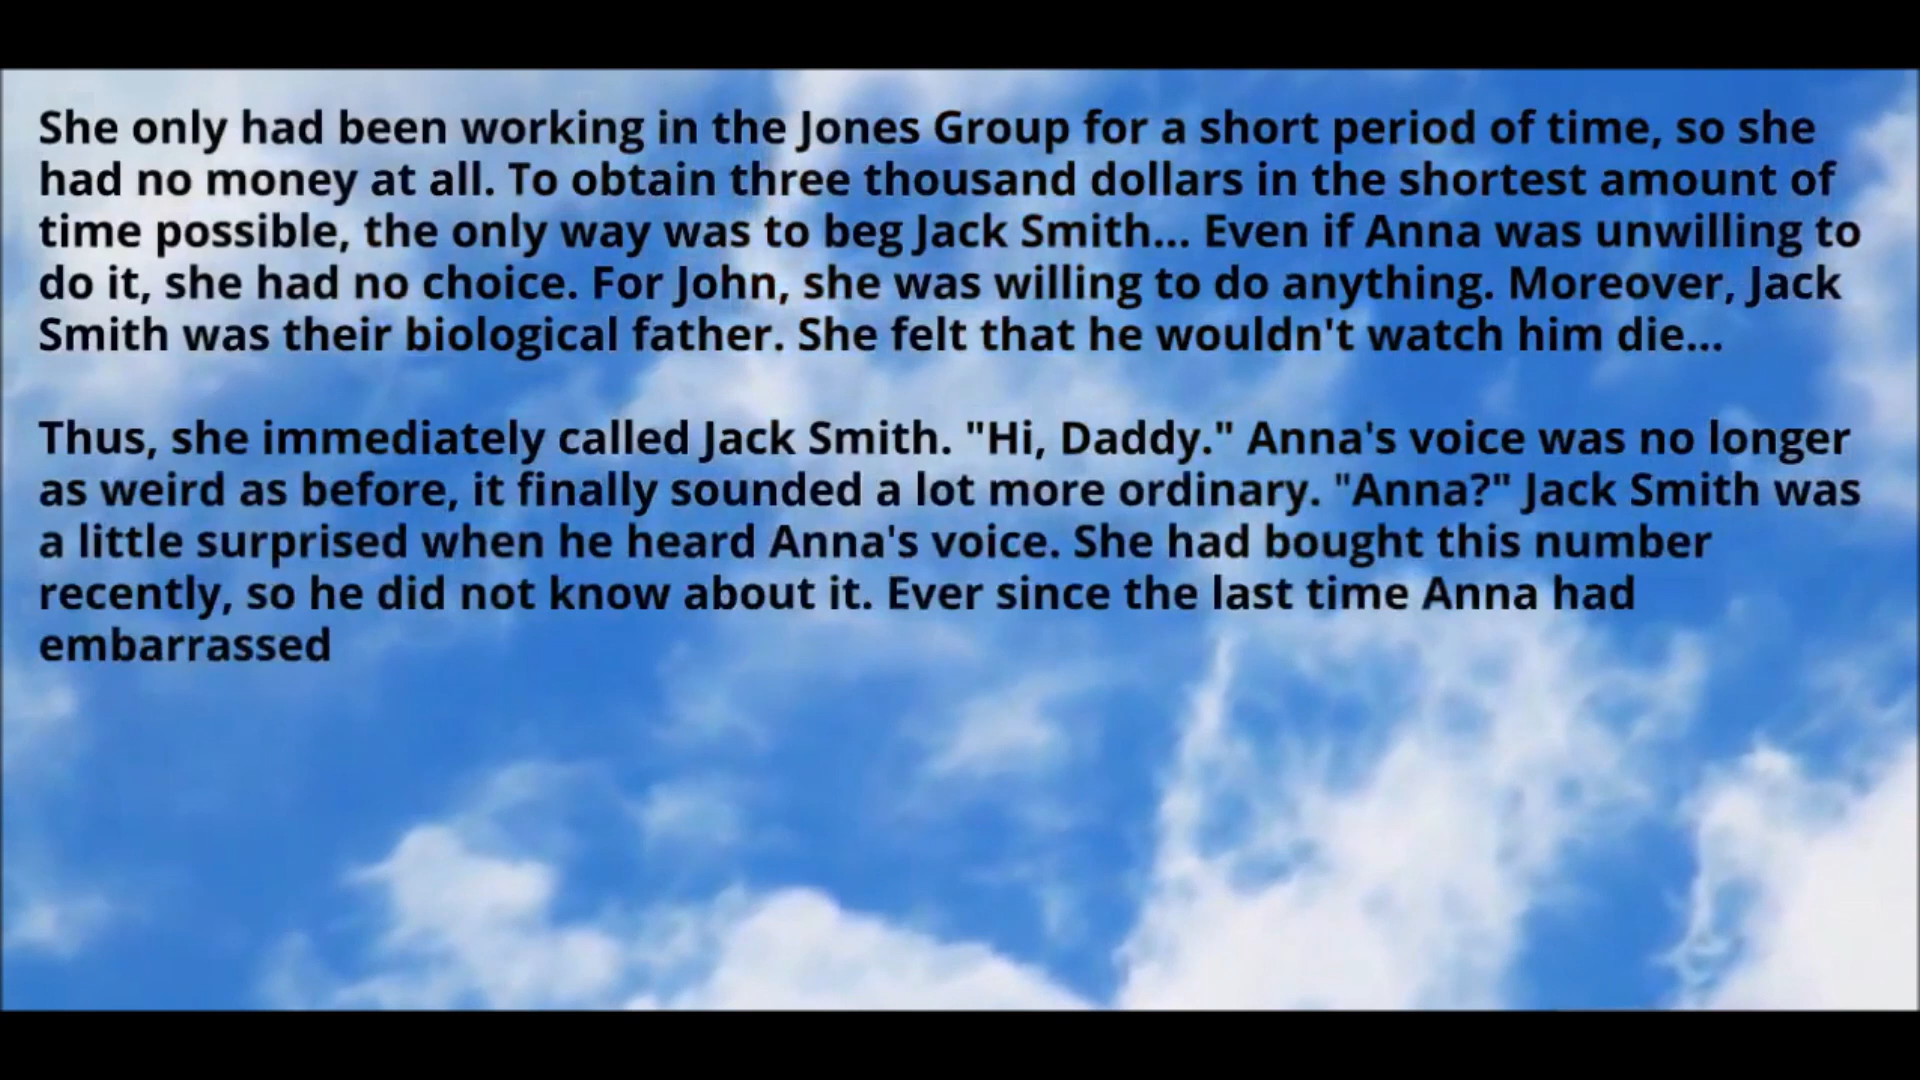 She only had been working in the Jones Group for a short period of time, so she
had no money at all. To obtain three thousand dollars in the shortest amount of
time possible, the only way was to beg Jack Smith... Even if Anna was unwilling to
do it, she had no choice. For John, she was willing to do anything. Moreover, Jack
Smith was their biological father. She felt that he wouldn't watch him die...
Thus, she immediately called Jack Smith. "Hi, Daddy." Anna's voice was no longer
as weird as before, it finally sounded a lot more ordinary. "Anna?" Jack Smith was
a little surprised when he heard Anna's voice. She had bought this number
recently, so he did not know about it. Ever since the last time Anna had
embarrassed